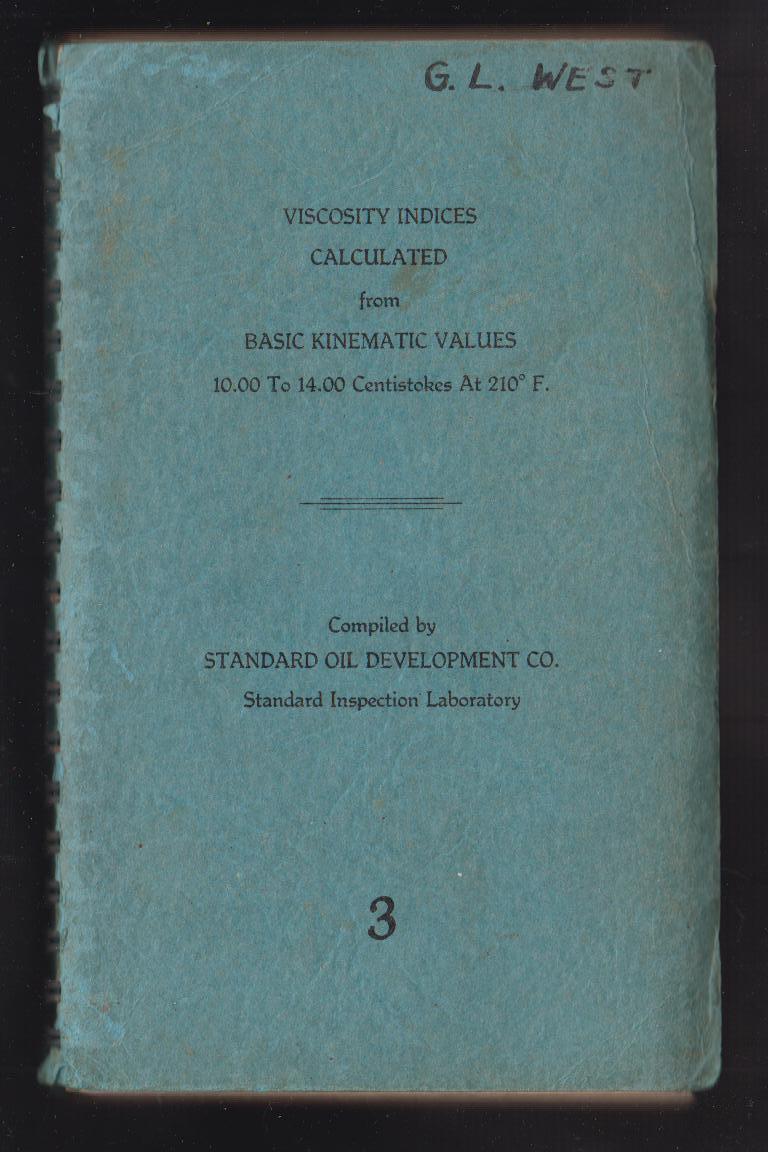 G. L. WEST
VISCOSITY INDICES
CALCULATED
from
BASIC KINEMATIC VALUES
10.00 To 14.00 Centistokes At 210° F.
Compiled by
STANDARD OIL DEVELOPMENT CO.
Standard Inspection Laboratory
3